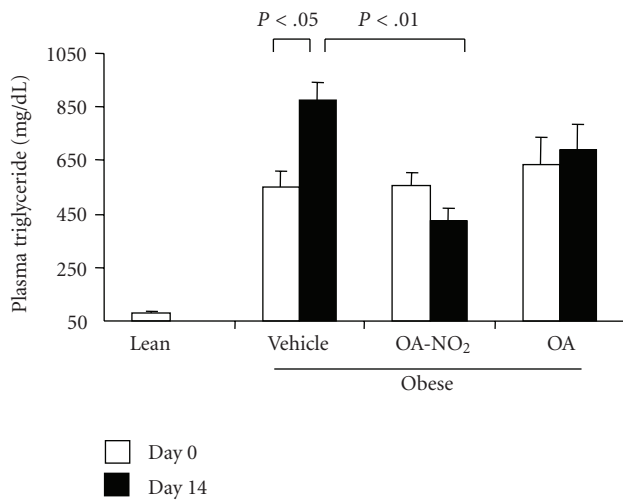 P < .05 P < .01
Plasma triglyceride (mg/dL)
1050
850
650
450
250
50
Lean Vehicle OA-NO₂ OA
Obese
Day 0
Day 14